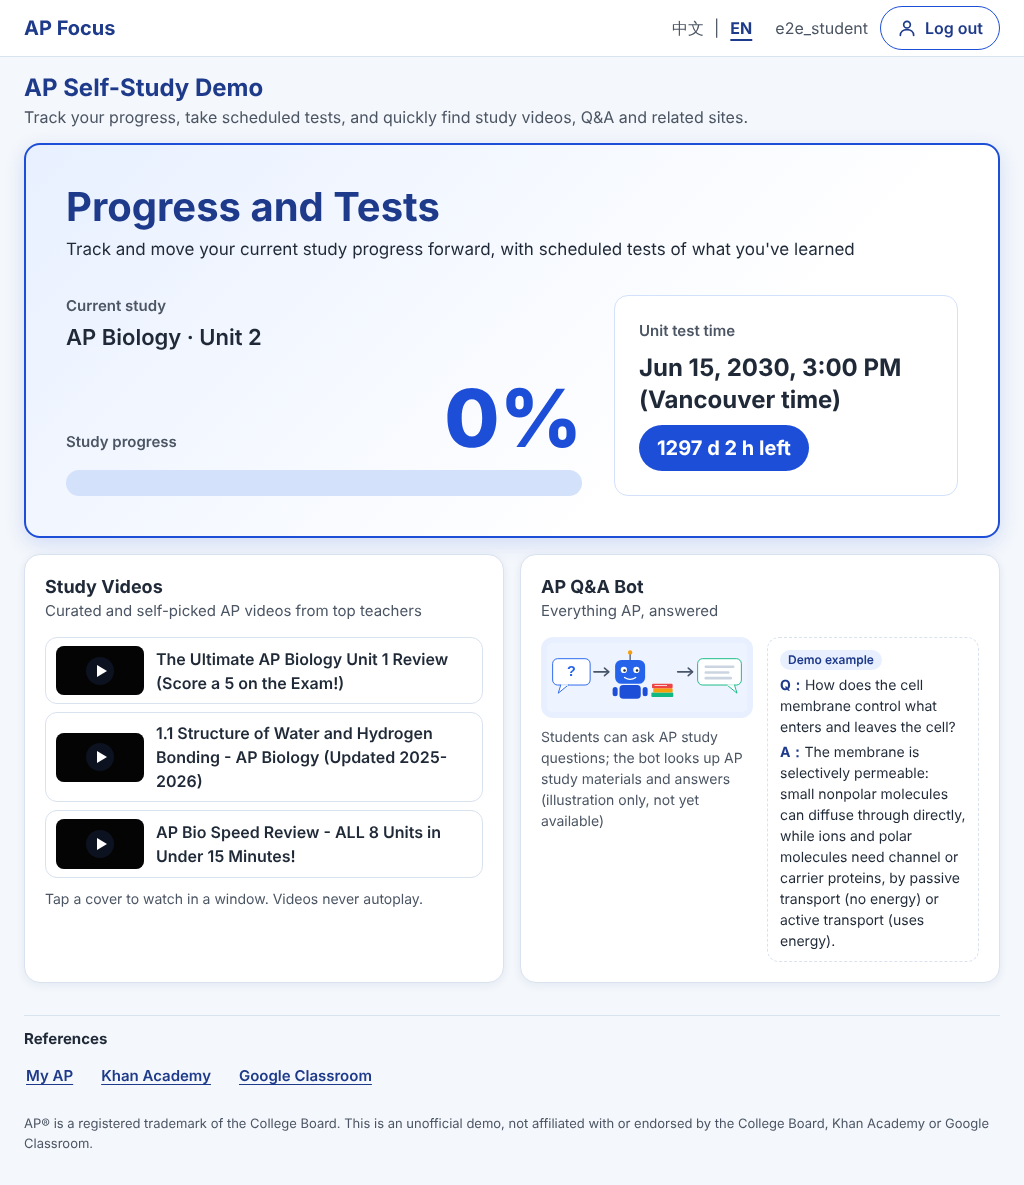 AP Focus
中文 | EN e2e_student Log out
AP Self-Study Demo
Track your progress, take scheduled tests, and quickly find study videos, Q&A and related sites.
Progress and Tests
Track and move your current study progress forward, with scheduled tests of what you've learned
Current study
AP Biology · Unit 2
Study progress
0%
Unit test time
Jun 15, 2030, 3:00 PM
(Vancouver time)
1297 d 2 h left
Study Videos
Curated and self-picked AP videos from top teachers
The Ultimate AP Biology Unit 1 Review
(Score a 5 on the Exam!)
1.1 Structure of Water and Hydrogen
Bonding - AP Biology (Updated 2025-
2026)
AP Bio Speed Review - ALL 8 Units in
Under 15 Minutes!
Tap a cover to watch in a window. Videos never autoplay.
AP Q&A Bot
Everything AP, answered
?
Students can ask AP study
questions; the bot looks up AP
study materials and answers
(illustration only, not yet
available)
Demo example
Q：How does the cell
membrane control what
enters and leaves the cell?
A：The membrane is
selectively permeable:
small nonpolar molecules
can diffuse through directly,
while ions and polar
molecules need channel or
carrier proteins, by passive
transport (no energy) or
active transport (uses
energy).
References
My AP Khan Academy Google Classroom
AP® is a registered trademark of the College Board. This is an unofficial demo, not affiliated with or endorsed by the College Board, Khan Academy or Google
Classroom.